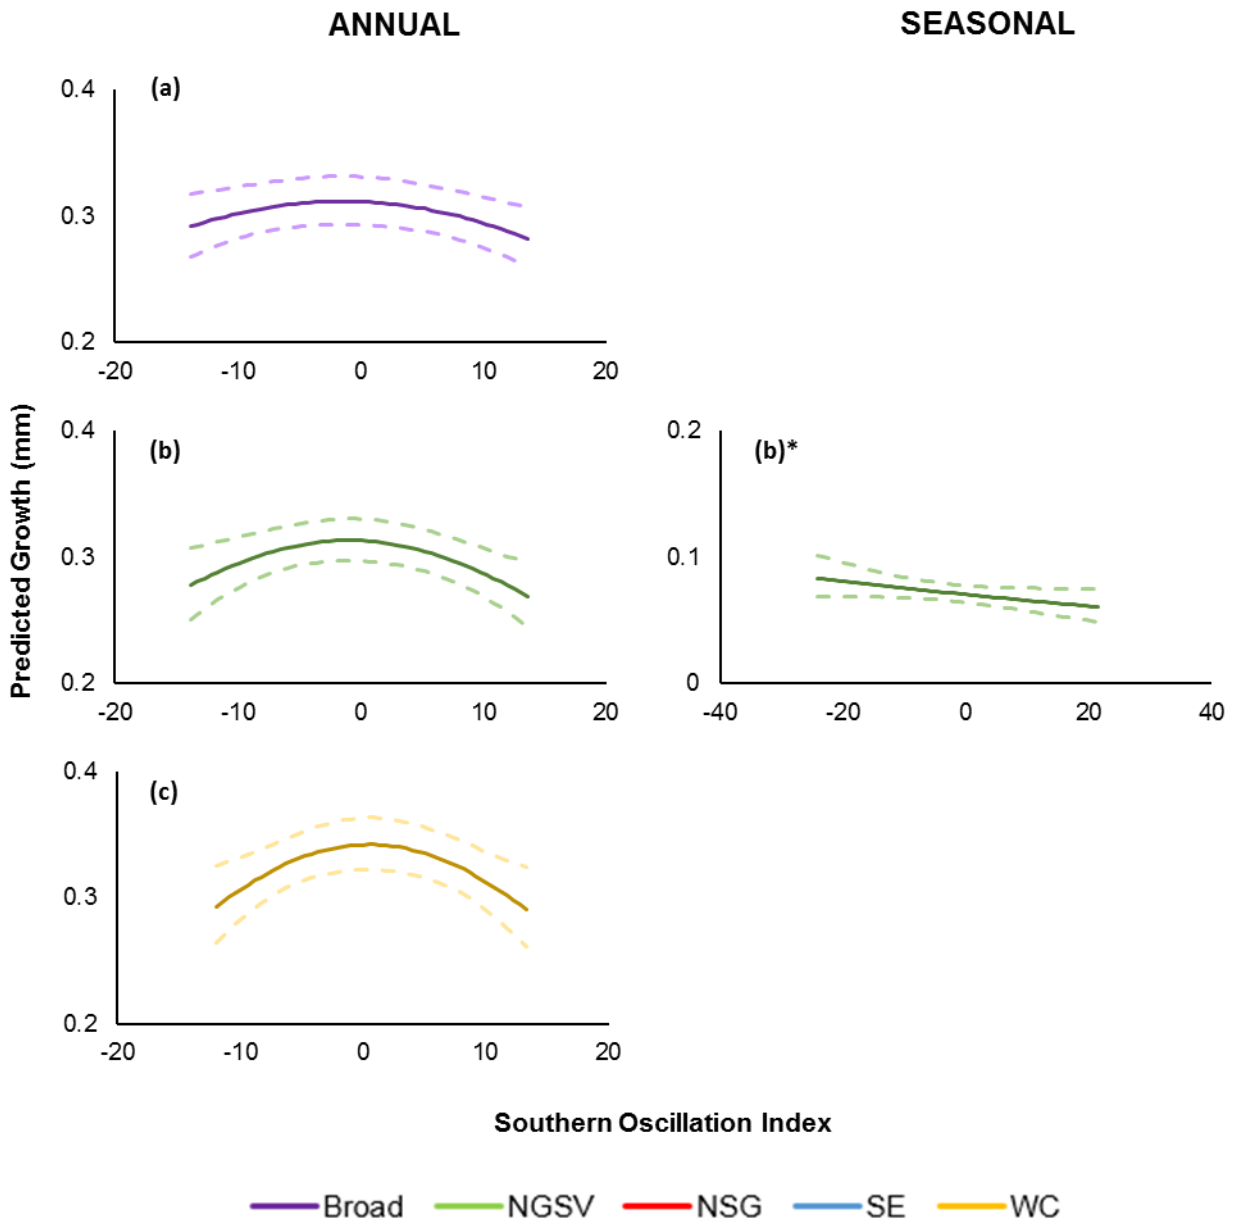 ANNUAL SEASONAL
0.4 (a)
0.3
0.2
-20 -10 0 10 20
Predicted Growth (mm)
0.4 (b)
0.3
0.2
-20 -10 0 10 20
0.2 (b)*
0.1
0
-40 -20 0 20 40
0.4 (c)
0.3
0.2
-20 -10 0 10 20
Southern Oscillation Index
Broad NGSV NSG SE WC